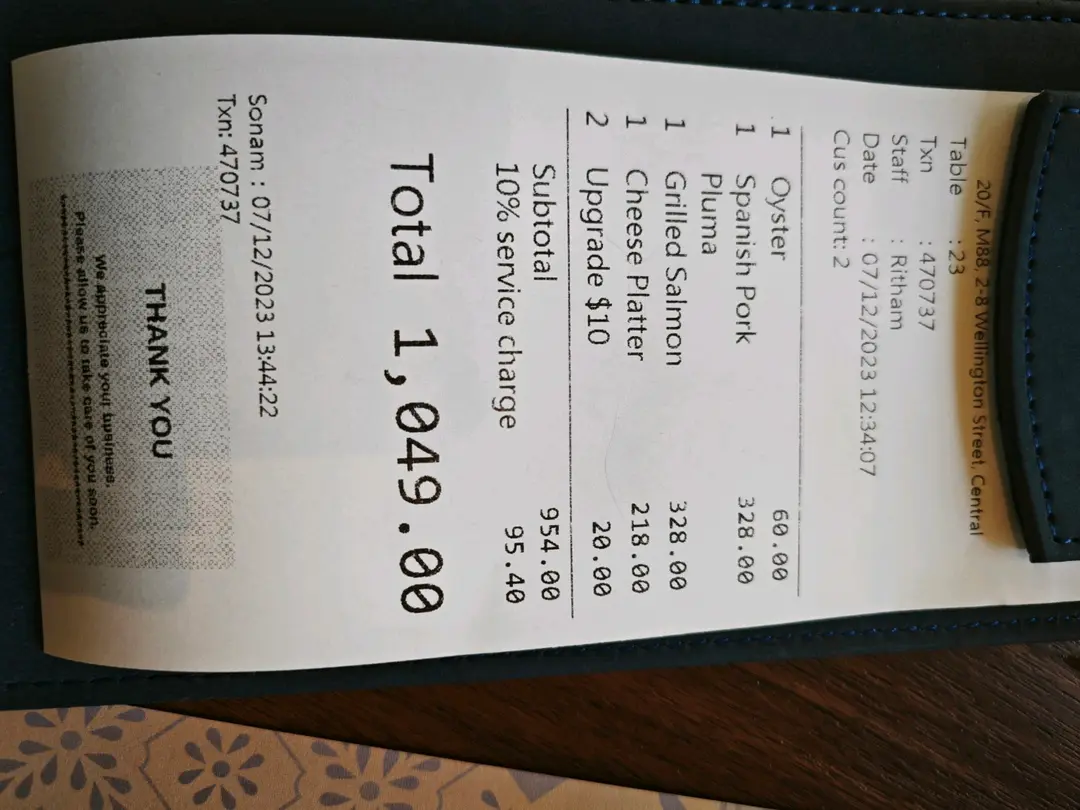 20/F, M88, 2-8 Wellington Street, Central
Table : 23
Txn : 470737
Staff : Ritham
Date : 07/12/2023 12:34:07
Cus count: 2
1 Oyster 60.00
1 Spanish Pork 328.00
Pluma
1 Grilled Salmon 328.00
1 Cheese Platter 218.00
2 Upgrade $10 20.00
Subtotal 954.00
10% service charge 95.40
Total 1,049.00
Sonam : 07/12/2023 13:44:22
Txn: 470737
THANK YOU
We appreciate your business.
Please allow us to take care of you soon.